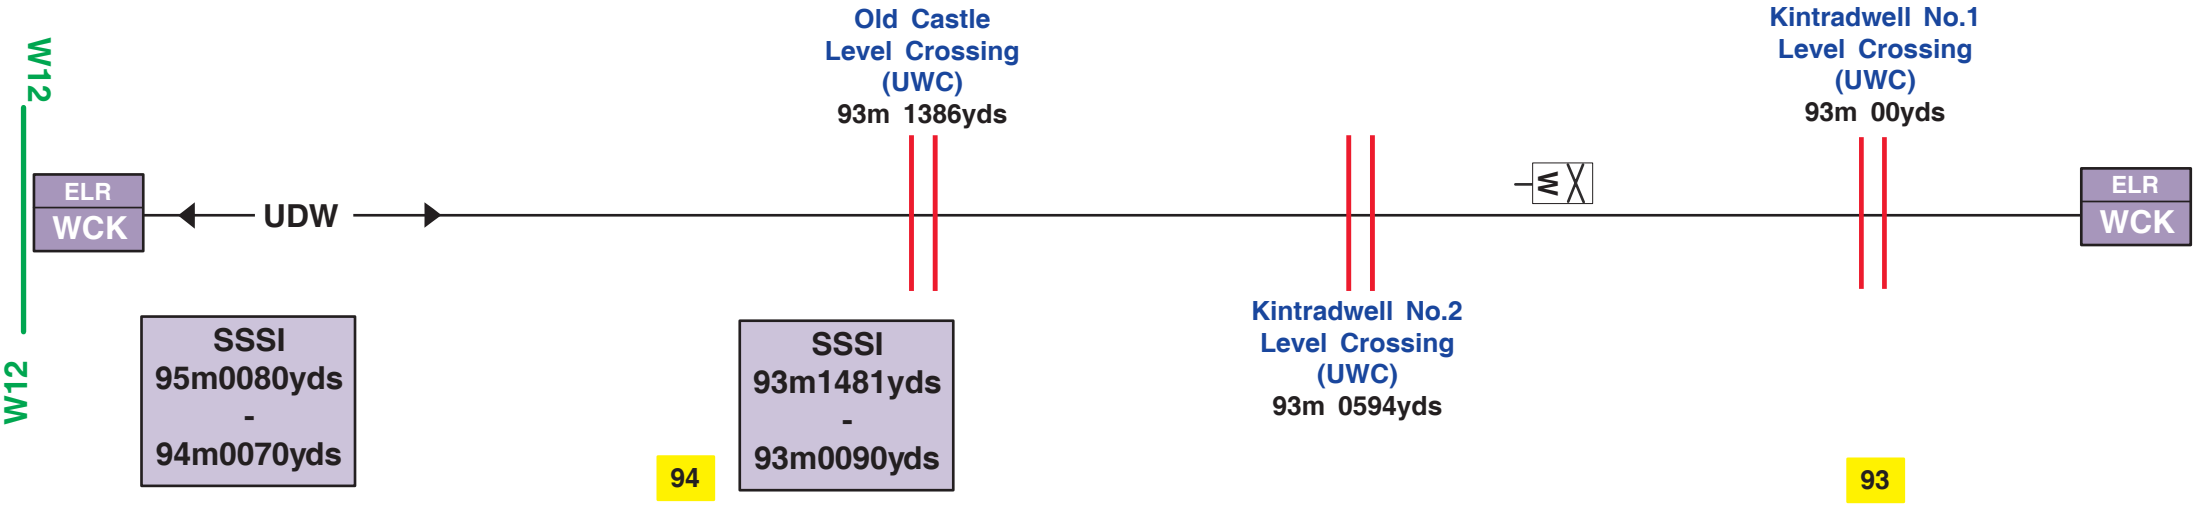 W12
W12
ELR
WCK
UDW
SSSI
95m0080yds
-
94m0070yds
94
Old Castle
Level Crossing
(UWC)
93m 1386yds
SSSI
93m1481yds
-
93m0090yds
Kintradwell No.2
Level Crossing
(UWC)
93m 0594yds
W X
Kintradwell No.1
Level Crossing
(UWC)
93m 00yds
93
ELR
WCK